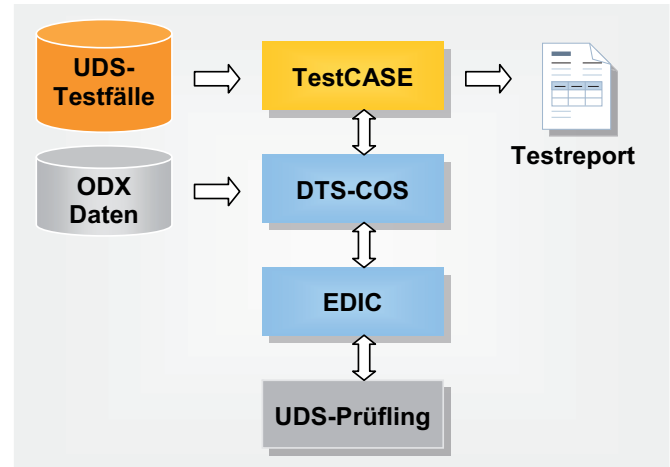 UDS-
Testfälle
TestCASE
Testreport
ODX
Daten
DTS-COS
EDIC
UDS-Prüfling